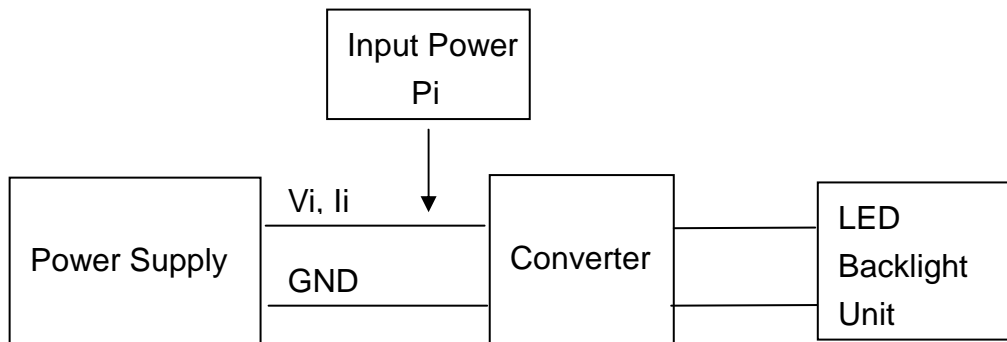 Input Power
Pi
Vi, Ii
Power Supply
GND
Converter
LED
Backlight
Unit